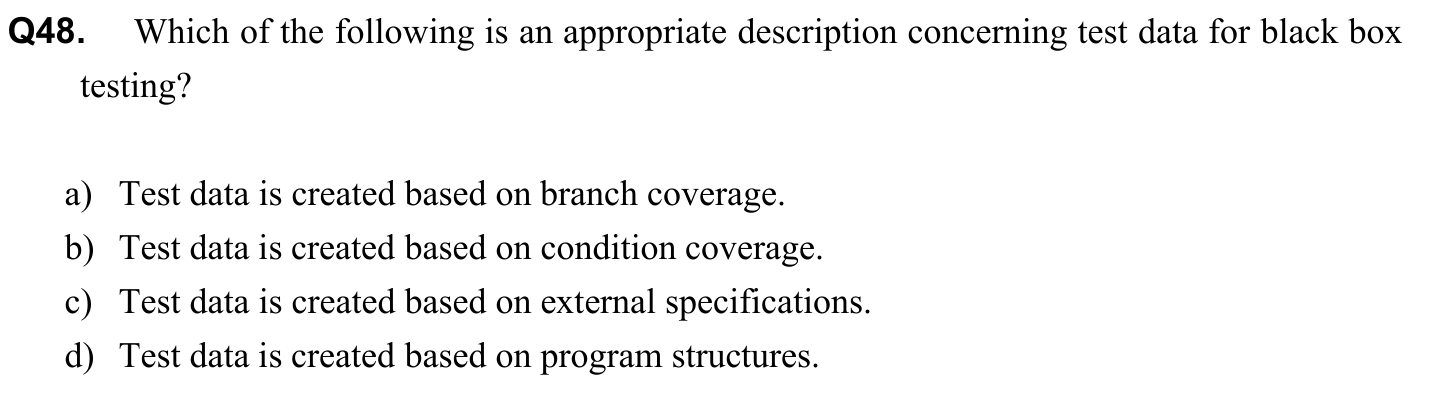 Q48. Which of the following is an appropriate description concerning test data for black box
testing?
a) Test data is created based on branch coverage.
b) Test data is created based on condition coverage.
c) Test data is created based on external specifications.
d) Test data is created based on program structures.